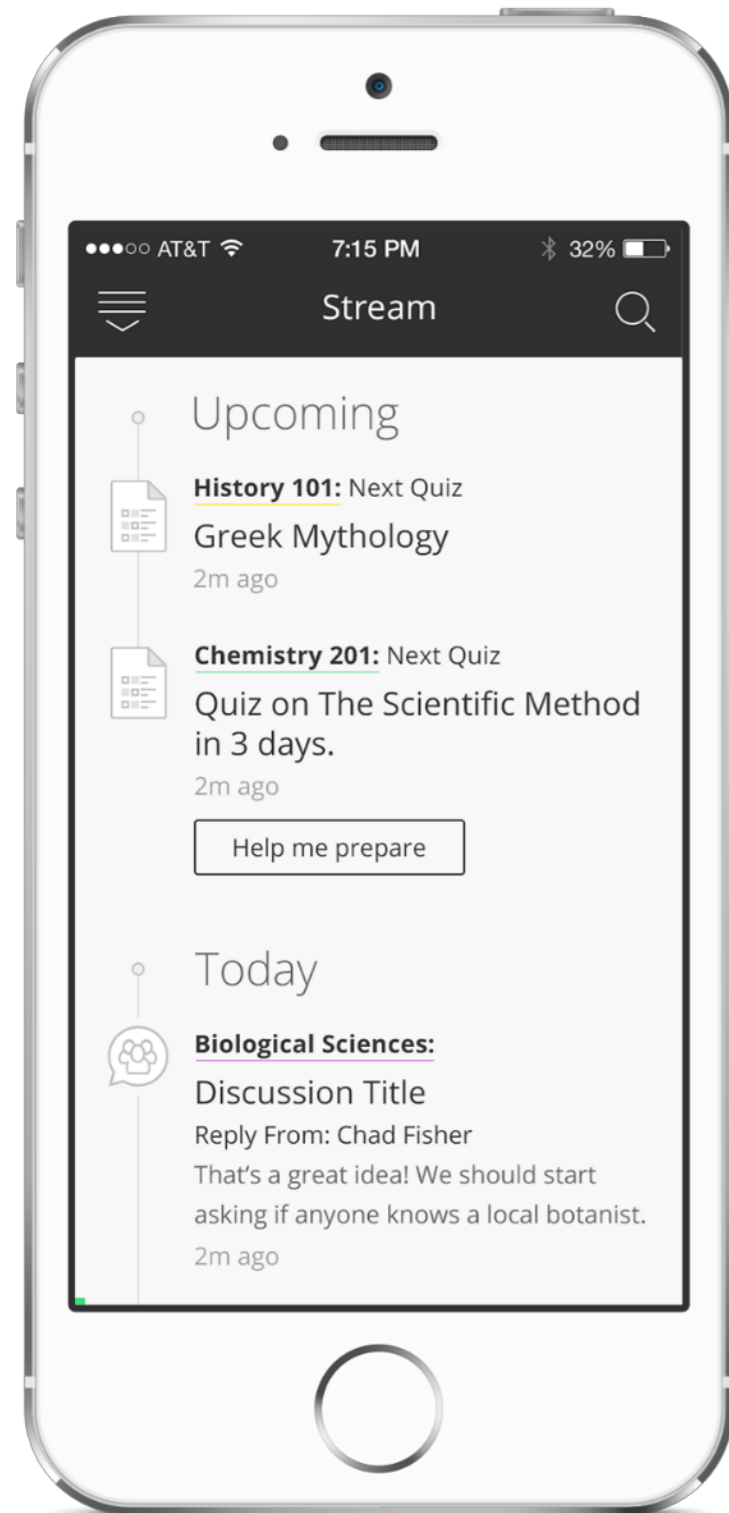 AT&T 7:15 PM 32%
Stream
Upcoming
History 101: Next Quiz
Greek Mythology
2m ago
Chemistry 201: Next Quiz
Quiz on The Scientific Method
in 3 days.
2m ago
Help me prepare
Today
Biological Sciences:
Discussion Title
Reply From: Chad Fisher
That's a great idea! We should start
asking if anyone knows a local botanist.
2m ago